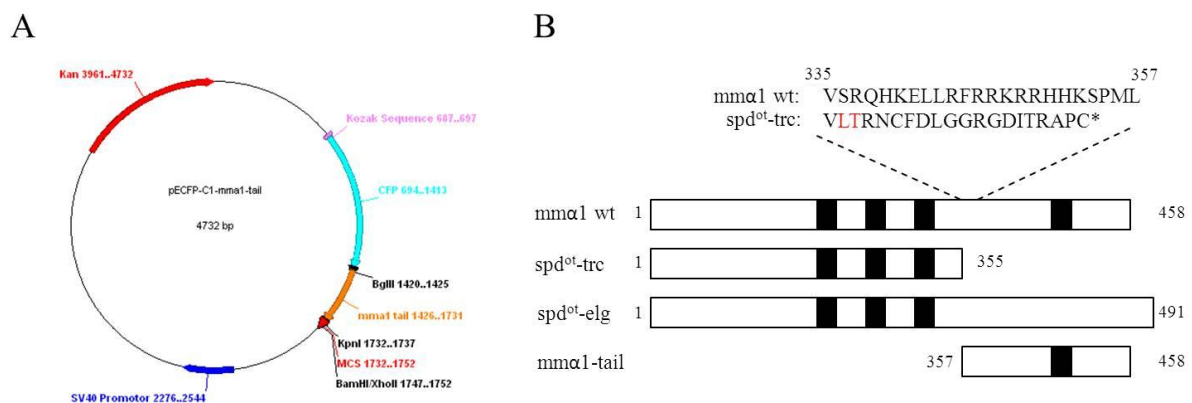 A
Kan 3961..4732
Kozak Sequence 687..697
pECFP-C1-mma1-tail
4732 bp
CFP 694..1413
BglII 1420..1425
mma1 tail 1426..1731
KpnI 1732..1737
MCS 1732..1752
BamHI/XhoII 1747..1752
SV40 Promotor 2276..2544
B
335 357
mmα1 wt: VSRQHKELLRFRRKRRHHKSPML
spdᵒᵗ-trc: VLTRNCFDLGGRGDITRAPC*
mmα1 wt 1 458
spdᵒᵗ-trc 1 355
spdᵒᵗ-elg 1 491
mmα1-tail 357 458